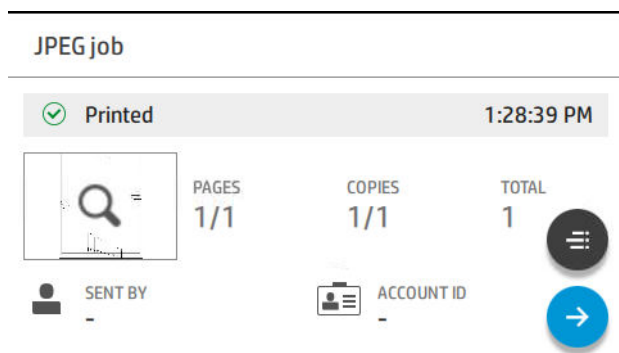 JPEG job
Printed 1:28:39 PM
PAGES COPIES TOTAL
1/1 1/1 1
SENT BY ACCOUNT ID
- -